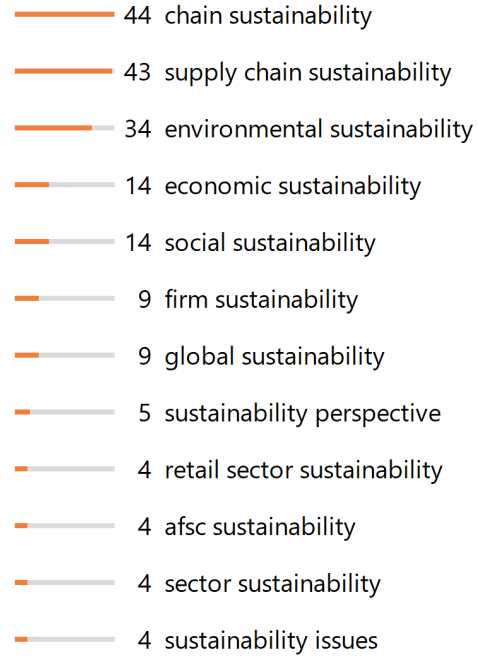 44 chain sustainability
43 supply chain sustainability
34 environmental sustainability
14 economic sustainability
14 social sustainability
9 firm sustainability
9 global sustainability
5 sustainability perspective
4 retail sector sustainability
4 afsc sustainability
4 sector sustainability
4 sustainability issues